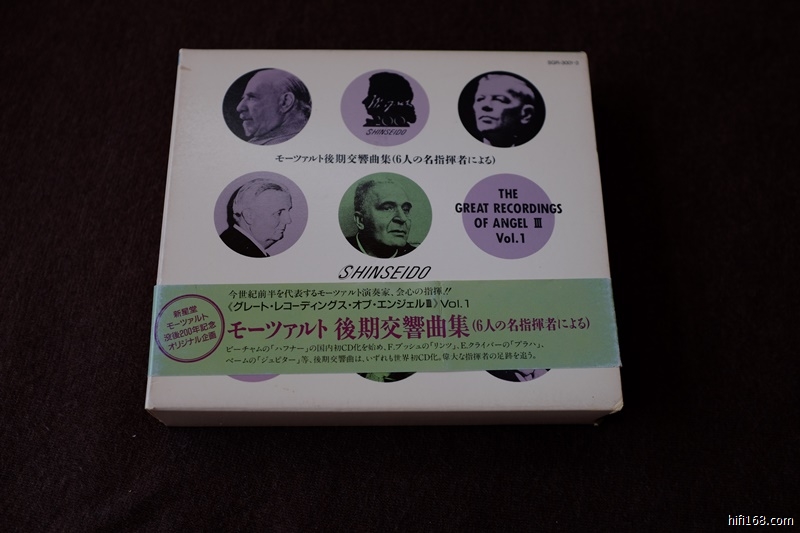 SGR-3001・3
200
SHINSEIDO
モーツァルト後期交響曲集(6人の名指揮者による)
THE
GREAT RECORDINGS
OF ANGEL Ⅲ
Vol.1
SHINSEIDO
今世紀前半を代表するモーツァルト演奏家、会心の指揮!!
《グレート・レコーディングス・オブ・エンジェルⅢ》Vol.1
新星堂
モーツァルト
没後200年記念
オリジナル企画
モーツァルト 後期交響曲集(6人の名指揮者による)
ビーチャムの「ハフナー」の国内初CD化を始め、F.ブッシュの「リンツ」、E.クライバーの「プラハ」、
ベームの「ジュピター」等、後期交響曲は、いずれも世界初CD化。偉大な指揮者の足跡を追う。
hifi168.com